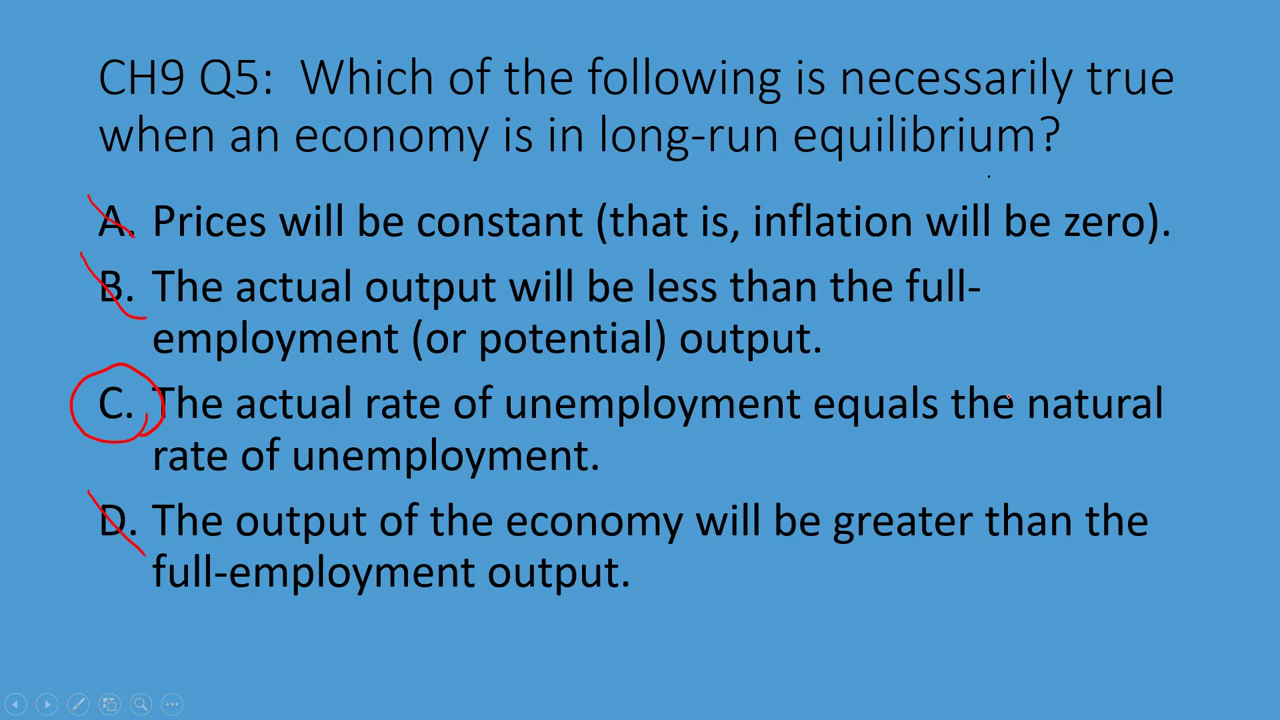 CH9 Q5: Which of the following is necessarily true
when an economy is in long-run equilibrium?
A. Prices will be constant (that is, inflation will be zero).
B. The actual output will be less than the full-
employment (or potential) output.
C. The actual rate of unemployment equals the natural
rate of unemployment.
D. The output of the economy will be greater than the
full-employment output.